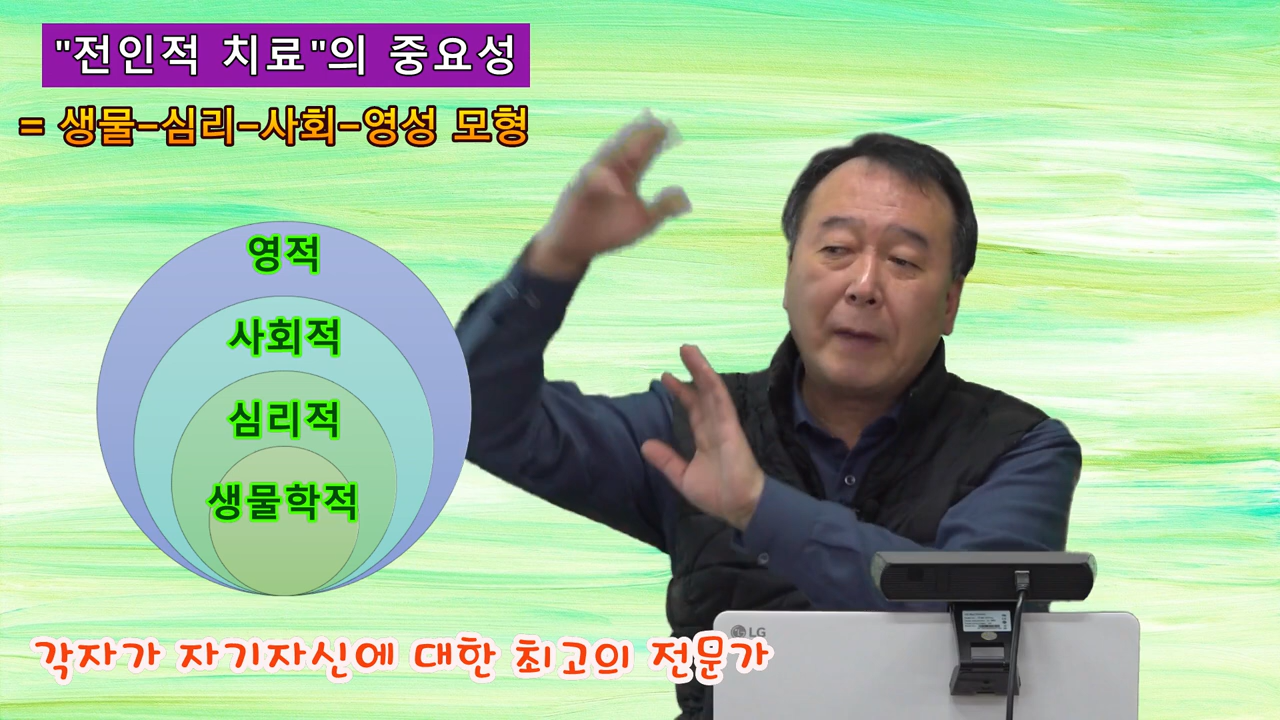 "전인적 치료"의 중요성
= 생물-심리-사회-영성 모형
영적
사회적
심리적
생물학적
각자가 자기자신에 대한 최고의 전문가
LG